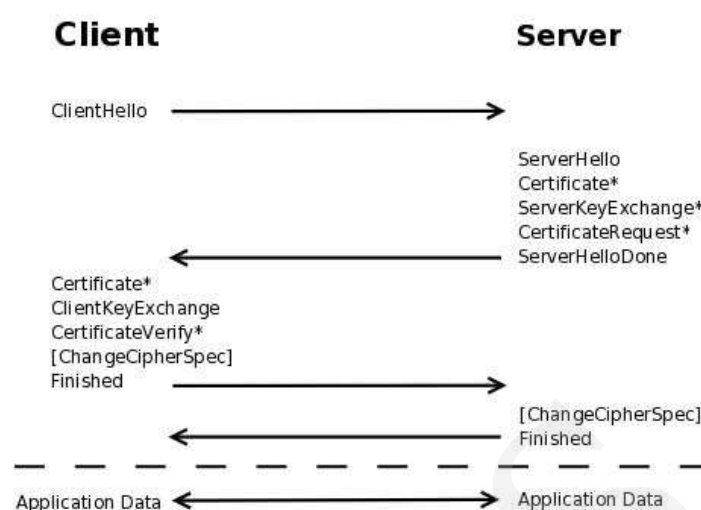 Client
Server
ClientHello
ServerHello
Certificate*
ServerKeyExchange*
CertificateRequest*
ServerHelloDone
Certificate*
ClientKeyExchange
CertificateVerify*
[ChangeCipherSpec]
Finished
[ChangeCipherSpec]
Finished
Application Data
Application Data